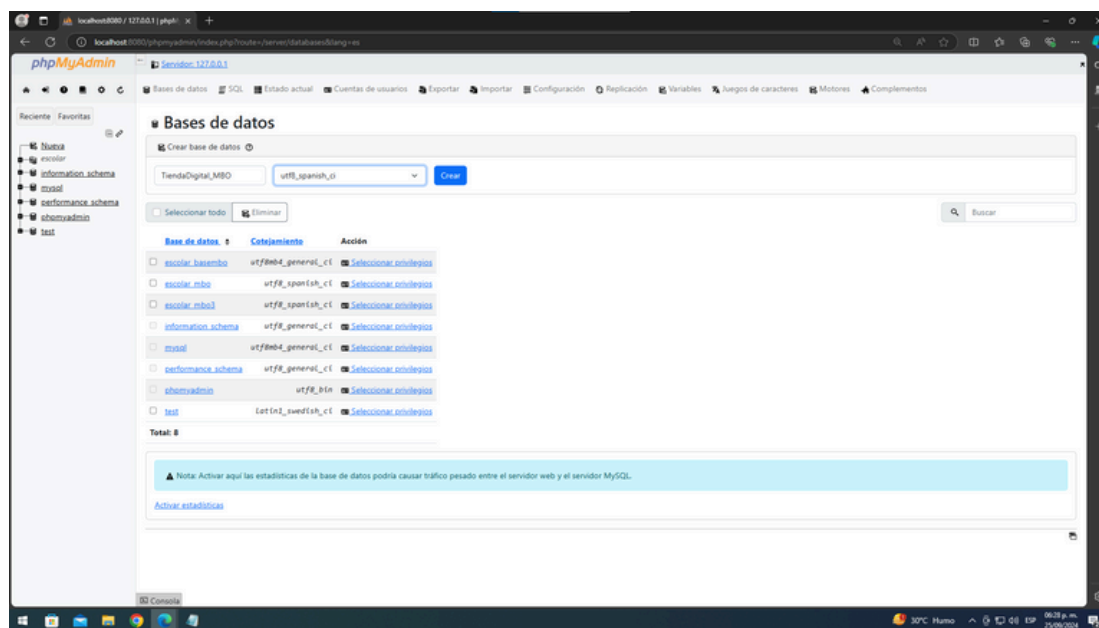 localhost:8080 / 127.0.0.1 | phpM
localhost:8080/phpmyadmin/index.php?route=/server/databases&lang=es
phpMyAdmin
Reciente Favoritas
Nueva
escolar
information_schema
mysql
performance_schema
phpmyadmin
test
Servidor: 127.0.0.1
Bases de datos SQL Estado actual Cuentas de usuarios Exportar Importar Configuración Replicación Variables Juegos de caracteres Motores Complementos
Bases de datos
Crear base de datos
TiendaDigital_MBO utf8_spanish_ci Crear
Seleccionar todo Eliminar Buscar
Base de datos Cotejamiento Acción
escolar_basembo utf8mb4_general_ci Seleccionar privilegios
escolar_mbo utf8_spanish_ci Seleccionar privilegios
escolar_mbo3 utf8_spanish_ci Seleccionar privilegios
information_schema utf8_general_ci Seleccionar privilegios
mysql utf8mb4_general_ci Seleccionar privilegios
performance_schema utf8_general_ci Seleccionar privilegios
phpmyadmin utf8_bin Seleccionar privilegios
test latin1_swedish_ci Seleccionar privilegios
Total: 8
Nota: Activar aquí las estadísticas de la base de datos podría causar tráfico pesado entre el servidor web y el servidor MySQL.
Activar estadísticas
Consola
30°C Humo ESP 06:28 p. m.
25/09/2024